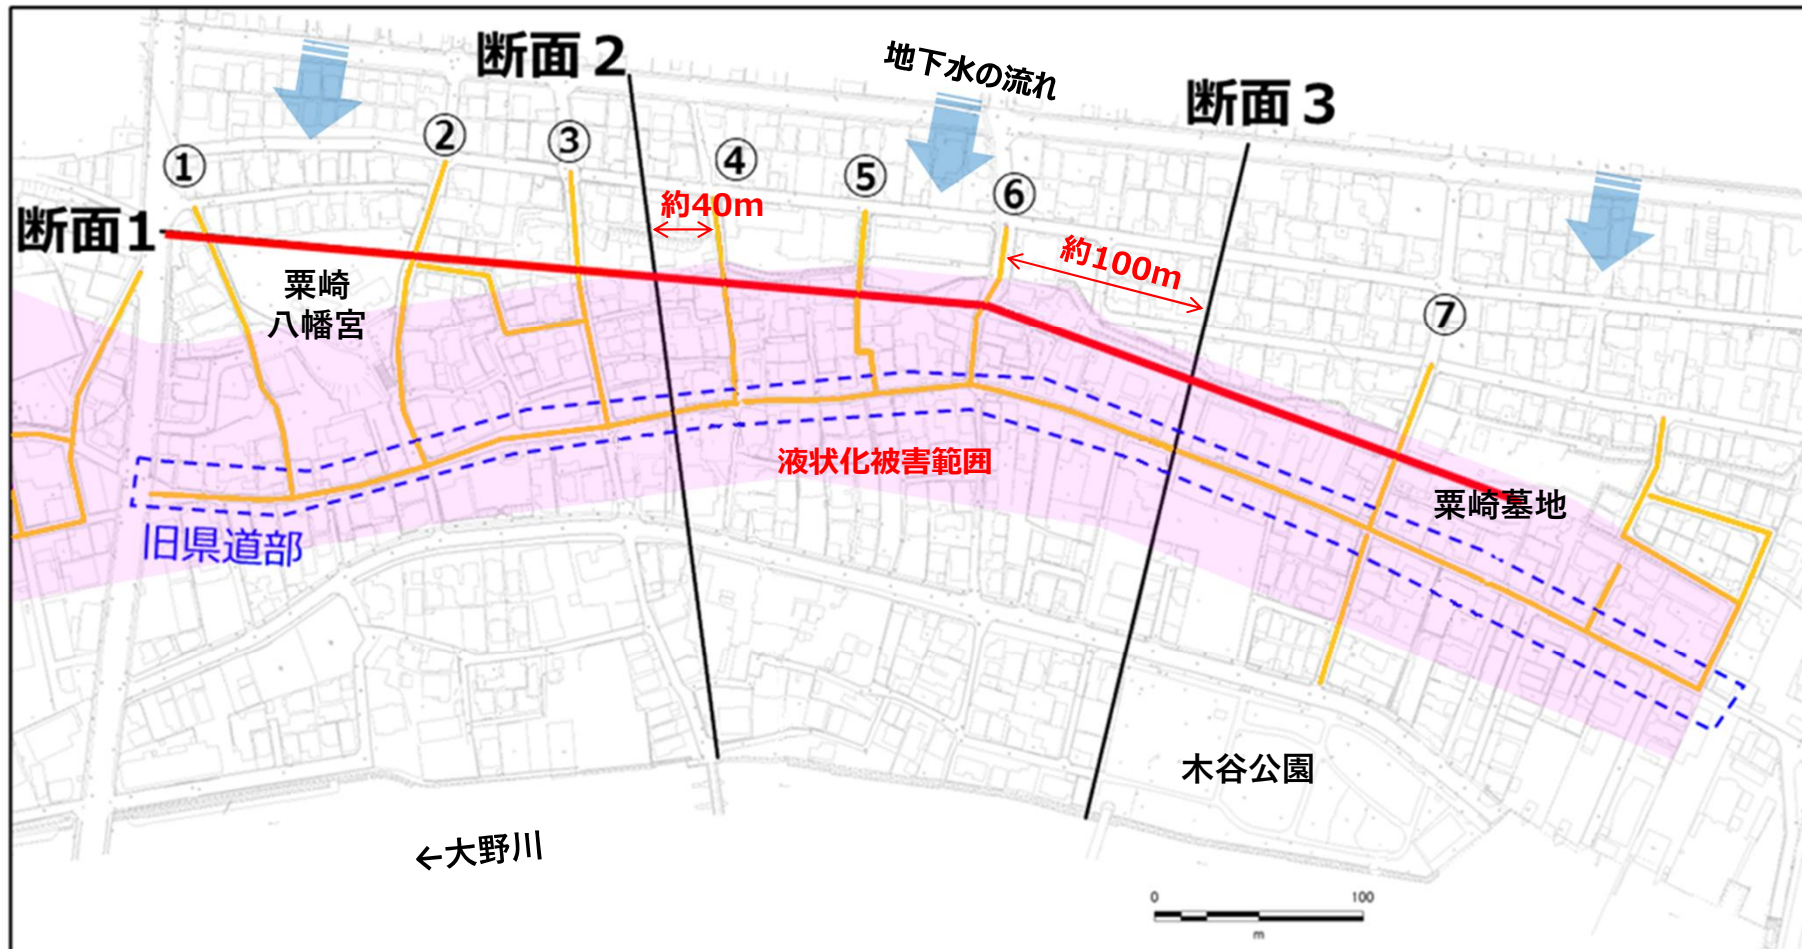 断面2
地下水の流れ
断面3
①
②
③
④
⑤
⑥
⑦
約40m
約100m
断面1
粟崎
八幡宮
液状化被害範囲
粟崎墓地
旧県道部
木谷公園
←大野川
0 100
m